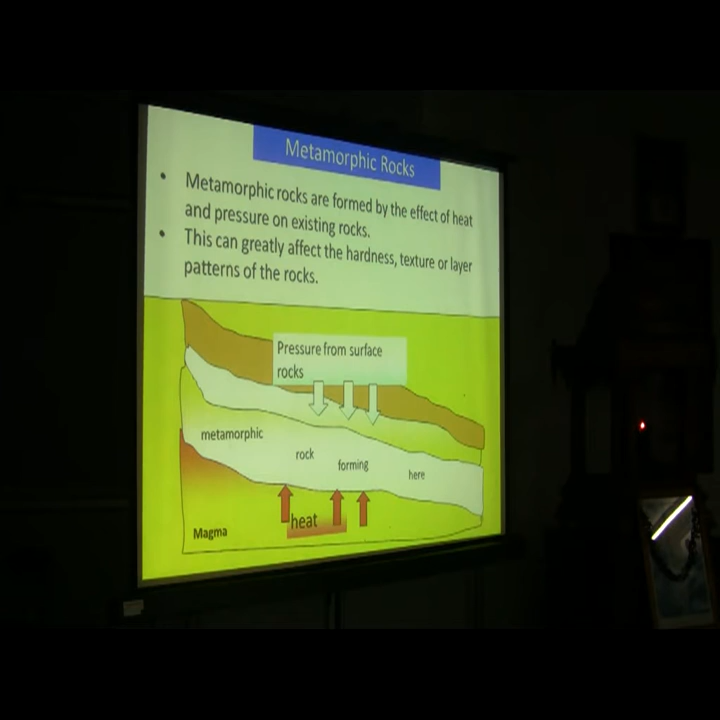 Metamorphic Rocks
• Metamorphic rocks are formed by the effect of heat
and pressure on existing rocks.
• This can greatly affect the hardness, texture or layer
patterns of the rocks.
Pressure from surface
rocks
metamorphic rock forming here
heat
Magma